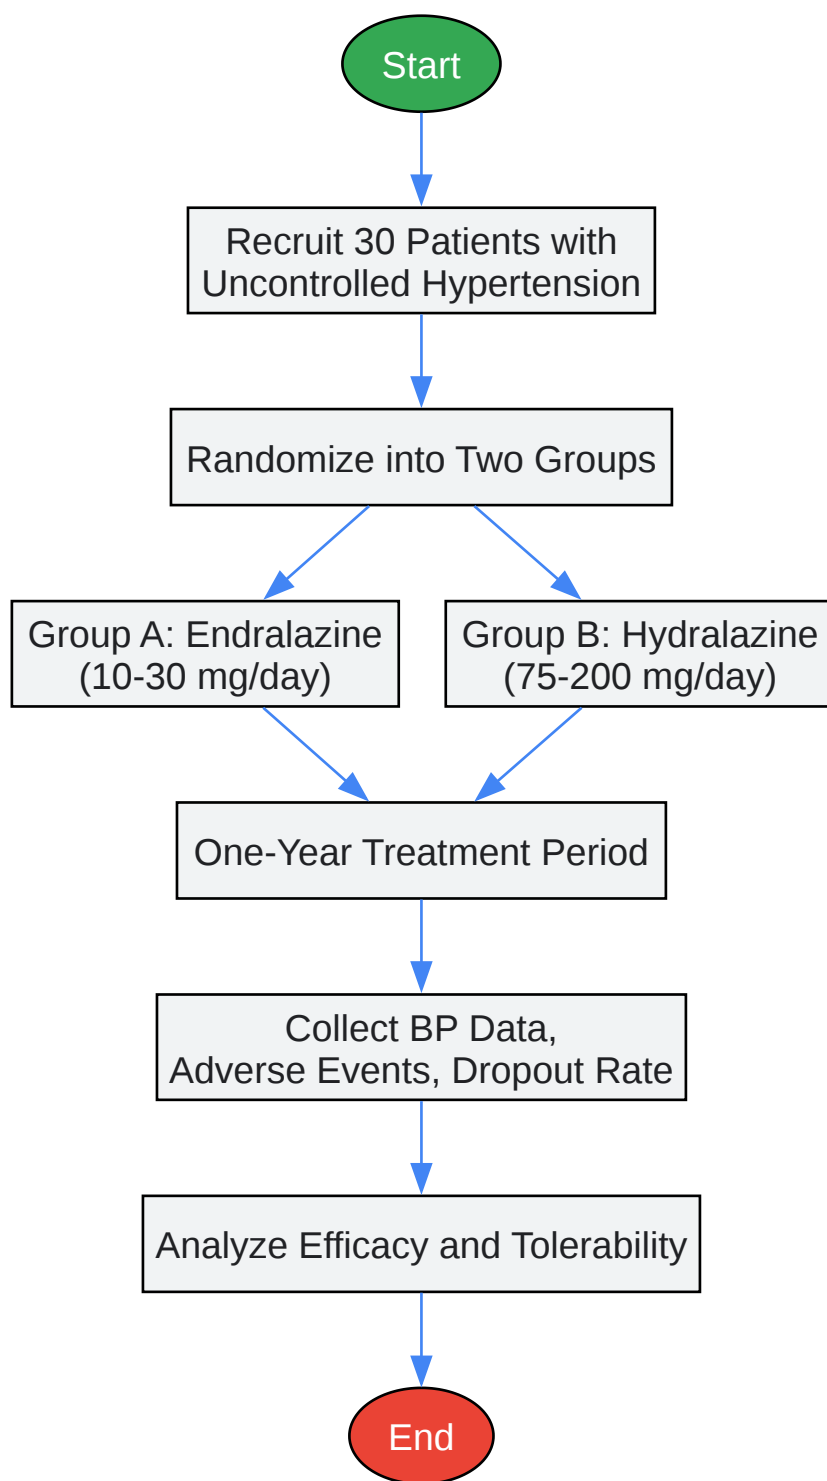 Start
Recruit 30 Patients with
Uncontrolled Hypertension
Randomize into Two Groups
Group A: Endralazine
(10-30 mg/day)
Group B: Hydralazine
(75-200 mg/day)
One-Year Treatment Period
Collect BP Data,
Adverse Events, Dropout Rate
Analyze Efficacy and Tolerability
End